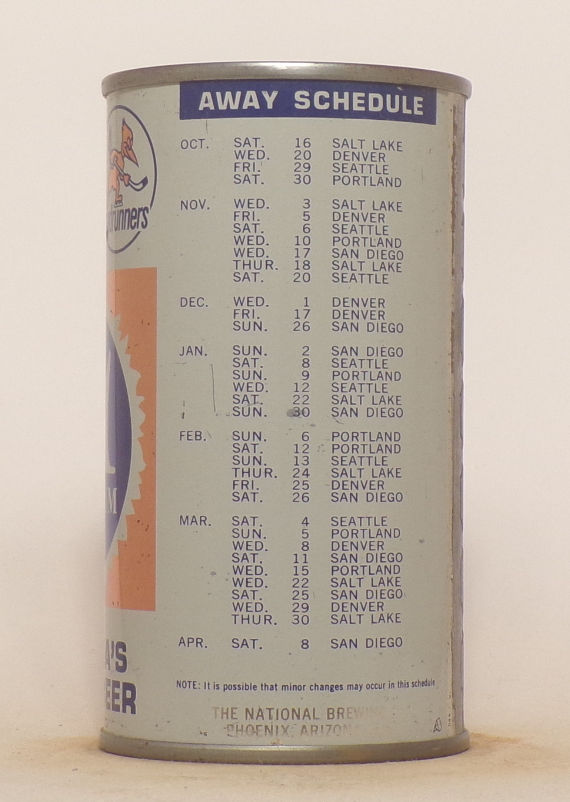 AWAY SCHEDULE
OCT. SAT. 16 SALT LAKE
WED. 20 DENVER
FRI. 29 SEATTLE
SAT. 30 PORTLAND
NOV. WED. 3 SALT LAKE
FRI. 5 DENVER
SAT. 6 SEATTLE
WED. 10 PORTLAND
WED. 17 SAN DIEGO
THUR. 18 SALT LAKE
SAT. 20 SEATTLE
DEC. WED. 1 DENVER
FRI. 17 DENVER
SUN. 26 SAN DIEGO
JAN. SUN. 2 SAN DIEGO
SAT. 8 SEATTLE
SUN. 9 PORTLAND
WED. 12 SEATTLE
SAT. 22 SALT LAKE
SUN. 30 SAN DIEGO
FEB. SUN. 6 PORTLAND
SAT. 12 PORTLAND
SUN. 13 SEATTLE
THUR. 24 SALT LAKE
FRI. 25 DENVER
SAT. 26 SAN DIEGO
MAR. SAT. 4 SEATTLE
SUN. 5 PORTLAND
WED. 8 DENVER
SAT. 11 SAN DIEGO
WED. 15 PORTLAND
WED. 22 SALT LAKE
SAT. 25 SAN DIEGO
WED. 29 DENVER
THUR. 30 SALT LAKE
APR. SAT. 8 SAN DIEGO
NOTE: It is possible that minor changes may occur in this schedule
THE NATIONAL
PHOENIX,